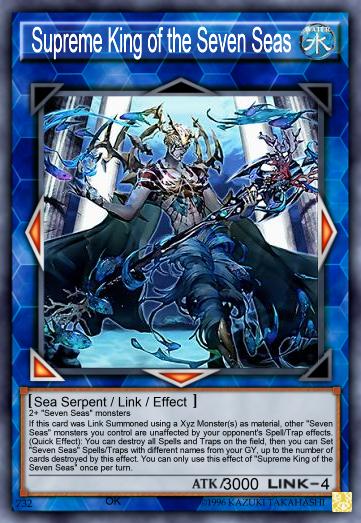 Supreme King of the Seven Seas
WATER
水
[Sea Serpent / Link / Effect ]
2+ "Seven Seas" monsters
If this card was Link Summoned using a Xyz Monster(s) as material, other "Seven
Seas" monsters you control are unaffected by your opponent's Spell/Trap effects.
(Quick Effect): You can destroy all Spells and Traps on the field, then you can Set
"Seven Seas" Spells/Traps with different names from your GY, up to the number of
cards destroyed by this effect. You can only use this effect of "Supreme King of the
Seven Seas" once per turn.
ATK/3000 LINK-4
732 OK ©1996 KAZUKI TAKAHASHI